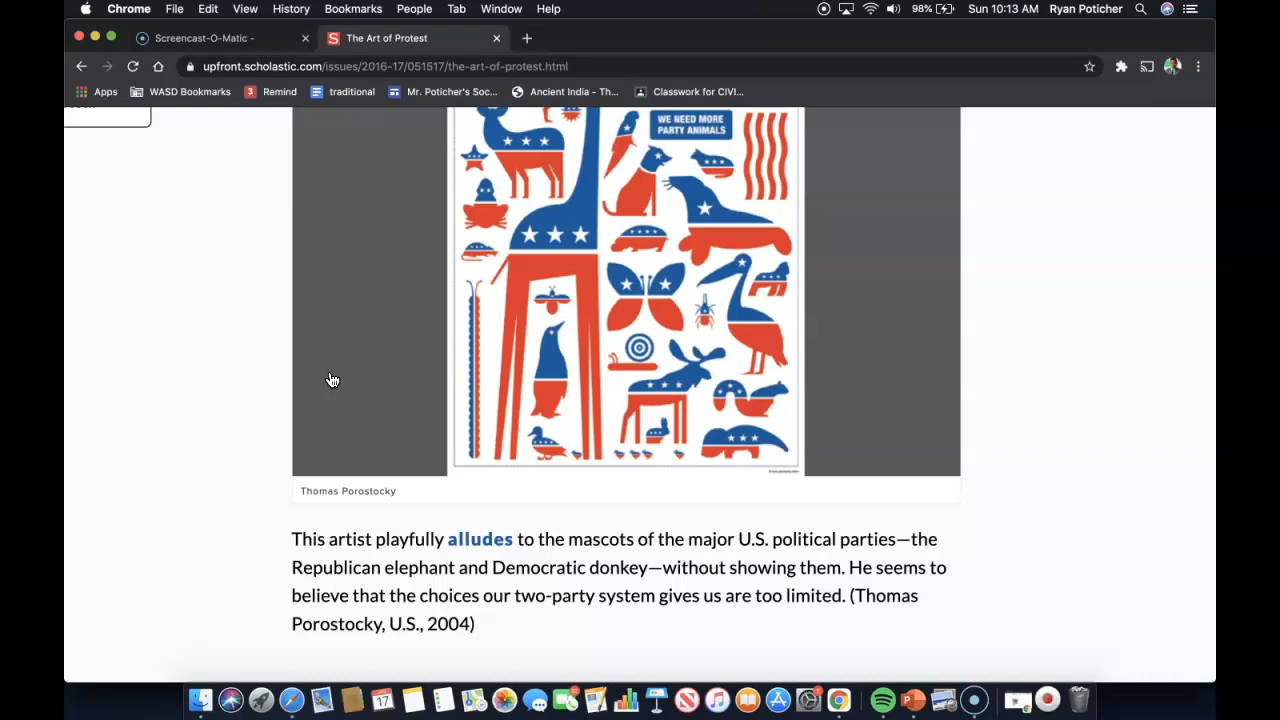 Chrome File Edit View History Bookmarks People Tab Window Help 98% Sun 10:13 AM Ryan Poticher
Screencast-O-Matic - The Art of Protest
upfront.scholastic.com/issues/2016-17/051517/the-art-of-protest.html
Apps WASD Bookmarks 3 Remind traditional Mr. Poticher's Soc... Ancient India - Th... Classwork for CIVI...
WE NEED MORE
PARTY ANIMALS
Thomas Porostocky
This artist playfully alludes to the mascots of the major U.S. political parties—the
Republican elephant and Democratic donkey—without showing them. He seems to
believe that the choices our two-party system gives us are too limited. (Thomas
Porostocky, U.S., 2004)
17